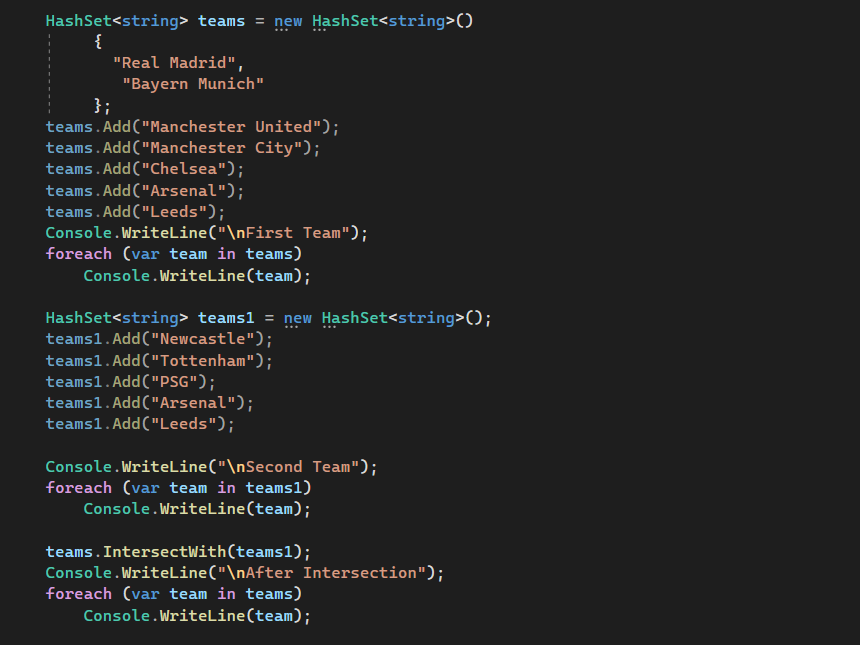 HashSet<string> teams = new HashSet<string>()
{
"Real Madrid",
"Bayern Munich"
};
teams.Add("Manchester United");
teams.Add("Manchester City");
teams.Add("Chelsea");
teams.Add("Arsenal");
teams.Add("Leeds");
Console.WriteLine("\nFirst Team");
foreach (var team in teams)
Console.WriteLine(team);
HashSet<string> teams1 = new HashSet<string>();
teams1.Add("Newcastle");
teams1.Add("Tottenham");
teams1.Add("PSG");
teams1.Add("Arsenal");
teams1.Add("Leeds");
Console.WriteLine("\nSecond Team");
foreach (var team in teams1)
Console.WriteLine(team);
teams.IntersectWith(teams1);
Console.WriteLine("\nAfter Intersection");
foreach (var team in teams)
Console.WriteLine(team);